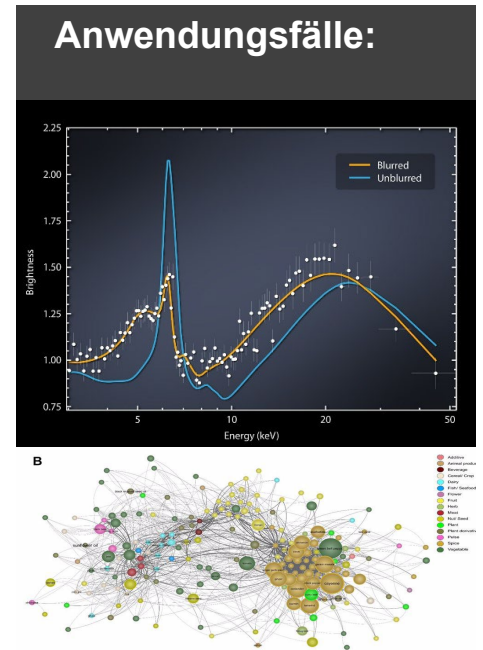 Anwendungsfälle:
2.25
2.00
1.75
1.50
1.25
1.00
0.75
Brightness
Blurred
Unblurred
5 10 20 50
Energy (keV)
B
Additive
Animal produc
Beverage
Cereal/ Crop
Dairy
Fish/ Seafood
Flower
Fruit
Herb
Meat
Nut/ Seed
Plant
Plant derivativ
Pulse
Spice
Vegetable